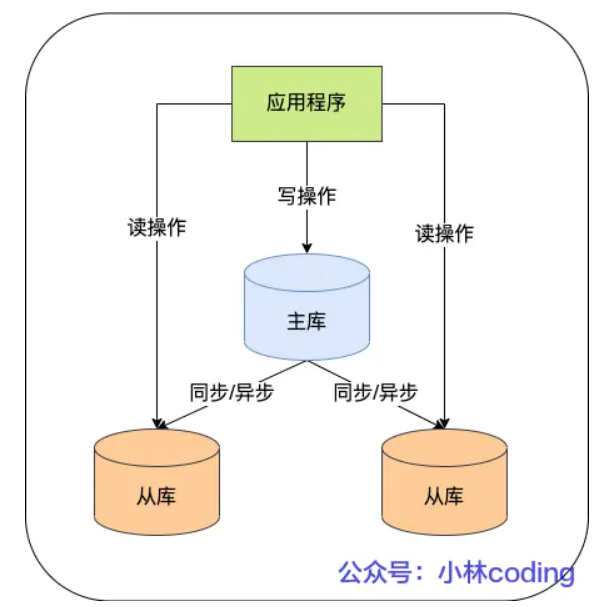 应用程序
写操作
读操作
读操作
主库
同步/异步
同步/异步
从库
从库
公众号：小林coding